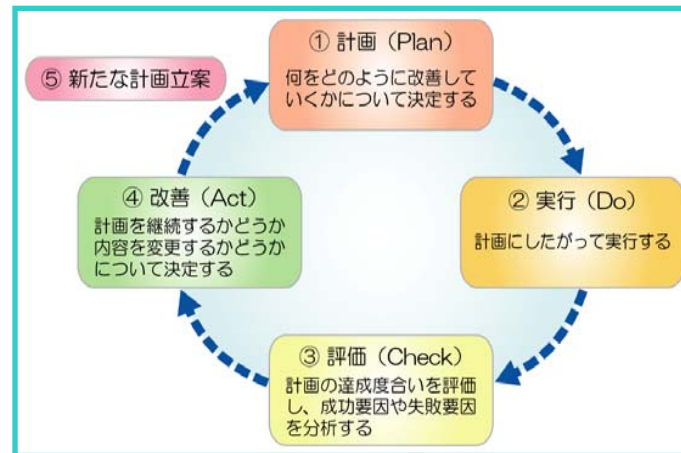 ① 計画（Plan）
何をどのように改善して
いくかについて決定する
② 実行（Do）
計画にしたがって実行する
③ 評価（Check）
計画の達成度合いを評価
し、成功要因や失敗要因
を分析する
④ 改善（Act）
計画を継続するかどうか
内容を変更するかどうか
について決定する
⑤ 新たな計画立案